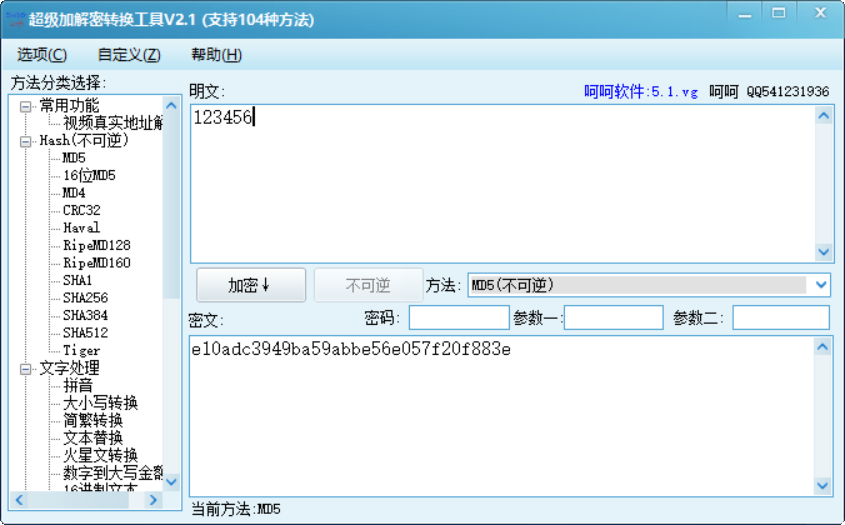 超级加解密转换工具V2.1 (支持104种方法)
选项(C) 自定义(Z) 帮助(H)
方法分类选择:
常用功能
视频真实地址解
Hash(不可逆)
MD5
16位MD5
MD4
CRC32
Haval
RipeMD128
RipeMD160
SHA1
SHA256
SHA384
SHA512
Tiger
文字处理
拼音
大小写转换
简繁转换
文本替换
火星文转换
数字到大写金额
16进制文本
明文:
呵呵软件:5.1.vg 呵呵 QQ541231936
123456
加密↓ 不可逆 方法: MD5(不可逆)
密文: 密码: 参数一: 参数二:
e10adc3949ba59abbe56e057f20f883e
当前方法:MD5